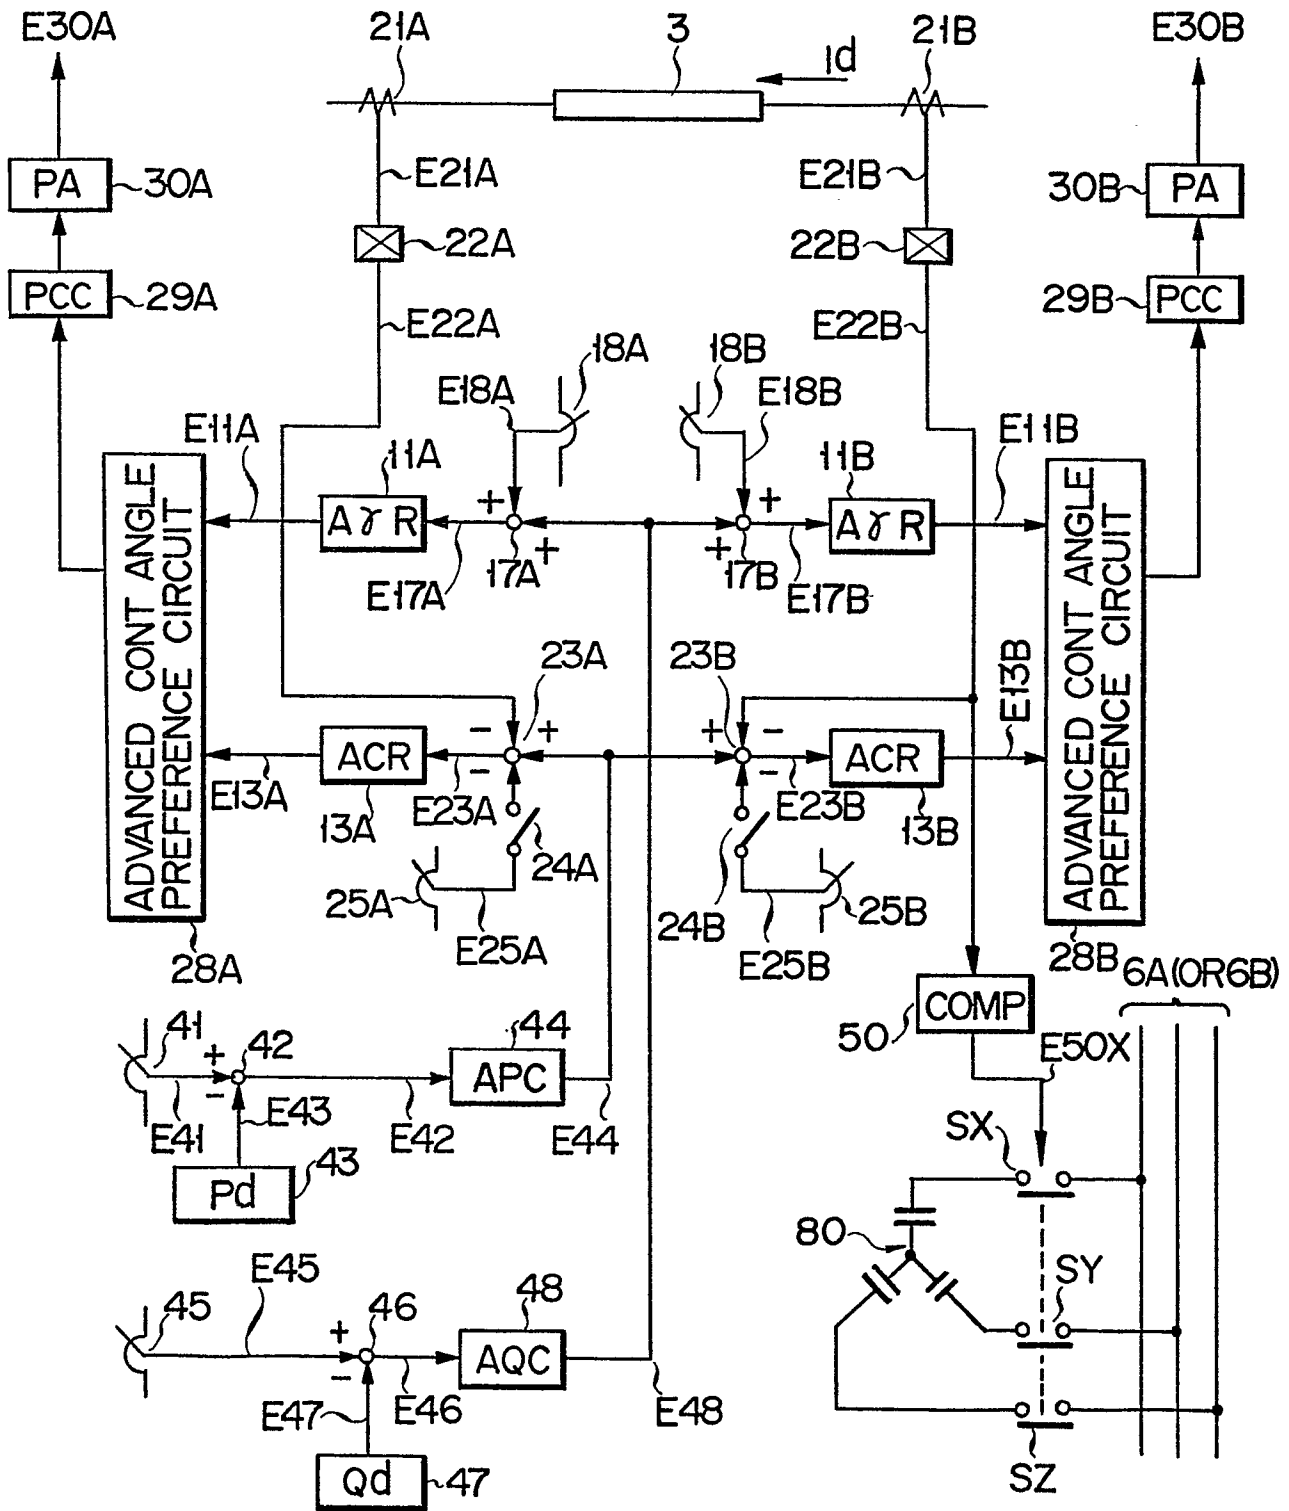 E30A 21A 3 Id 21B E30B
PA 30A E21A E21B 30B PA
22A 22B
PCC 29A E22A E22B 29B PCC
18A 18B
E18A E18B
E11A 11A 11B E11B
+ +
AγR AγR
+ 17A + 17B
E17A E17B
ADVANCED CONT ANGLE
PREFERENCE CIRCUIT
ADVANCED CONT ANGLE
PREFERENCE CIRCUIT
23A 23B E13B
ACR - + + - ACR
- -
E13A E23A E23B
13A 13B
24A 24B
25A 25B
E25A E25B
28A 28B
6A(OR6B)
COMP
50 E50X
41 + 42 44
- APC
E41 E43 E42 E44
Pd 43
SX
80 SY
E45
45 + 46 48
- AQC
E47 E46 E48
Qd 47
SZ